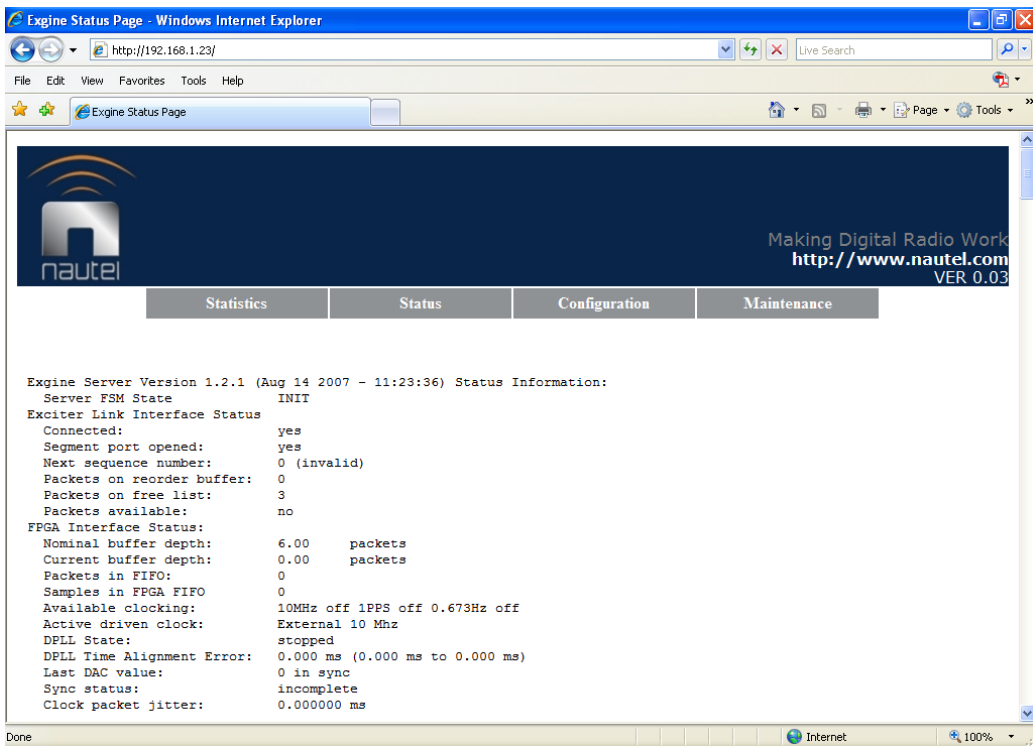 Exgine Status Page - Windows Internet Explorer
http://192.168.1.23/
Live Search
File Edit View Favorites Tools Help
Exgine Status Page
Page Tools
nautel
Making Digital Radio Work
http://www.nautel.com
VER 0.03
Statistics Status Configuration Maintenance
Exgine Server Version 1.2.1 (Aug 14 2007 - 11:23:36) Status Information:
Server FSM State INIT
Exciter Link Interface Status
Connected: yes
Segment port opened: yes
Next sequence number: 0 (invalid)
Packets on reorder buffer: 0
Packets on free list: 3
Packets available: no
FPGA Interface Status:
Nominal buffer depth: 6.00 packets
Current buffer depth: 0.00 packets
Packets in FIFO: 0
Samples in FPGA FIFO 0
Available clocking: 10MHz off 1PPS off 0.673Hz off
Active driven clock: External 10 Mhz
DPLL State: stopped
DPLL Time Alignment Error: 0.000 ms (0.000 ms to 0.000 ms)
Last DAC value: 0 in sync
Sync status: incomplete
Clock packet jitter: 0.000000 ms
Done Internet 100%